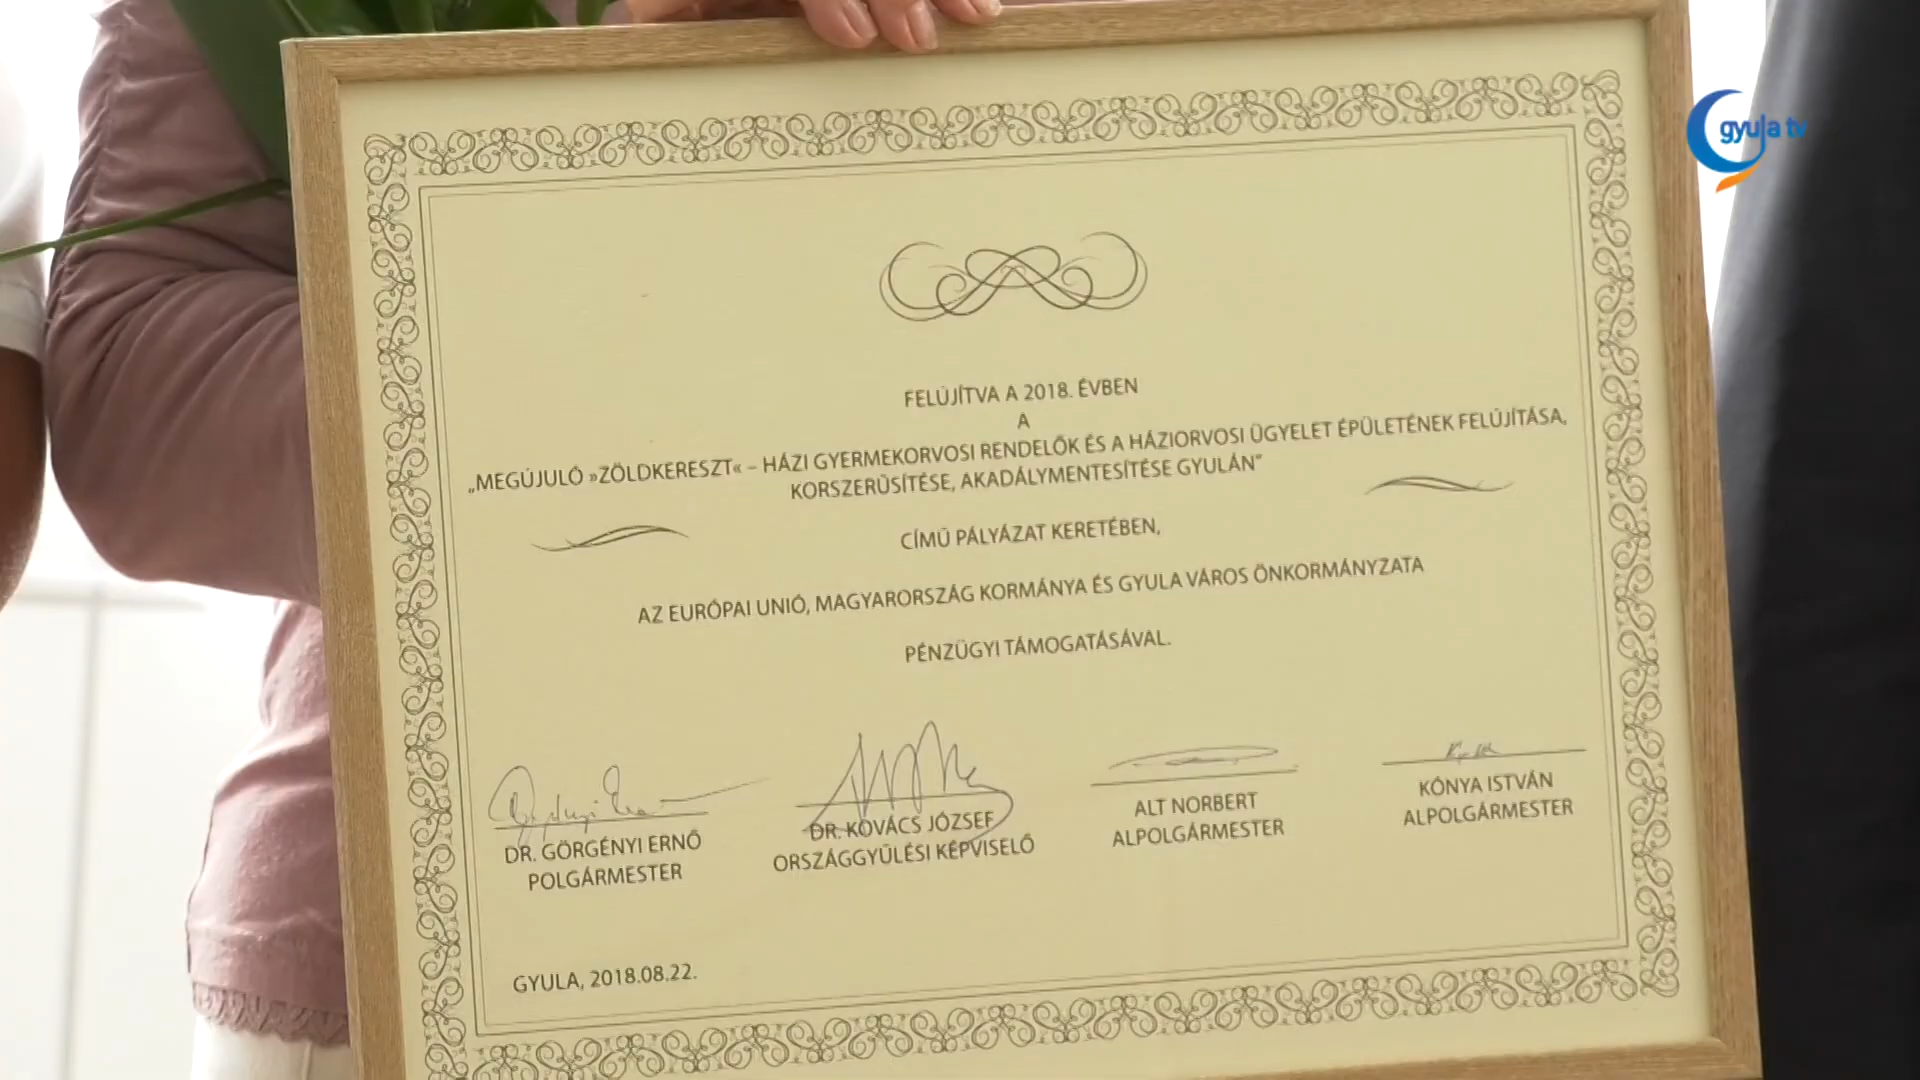 gyula tv
FELÚJÍTVA A 2018. ÉVBEN
A
„MEGÚJULÓ »ZÖLDKERESZT« – HÁZI GYERMEKORVOSI RENDELŐK ÉS A HÁZIORVOSI ÜGYELET ÉPÜLETÉNEK FELÚJÍTÁSA,
KORSZERŰSÍTÉSE, AKADÁLYMENTESÍTÉSE GYULÁN”
CÍMŰ PÁLYÁZAT KERETÉBEN,
AZ EURÓPAI UNIÓ, MAGYARORSZÁG KORMÁNYA ÉS GYULA VÁROS ÖNKORMÁNYZATA
PÉNZÜGYI TÁMOGATÁSÁVAL.
DR. GÖRGÉNYI ERNŐ
POLGÁRMESTER
DR. KOVÁCS JÓZSEF
ORSZÁGGYŰLÉSI KÉPVISELŐ
ALT NORBERT
ALPOLGÁRMESTER
KÓNYA ISTVÁN
ALPOLGÁRMESTER
GYULA, 2018.08.22.